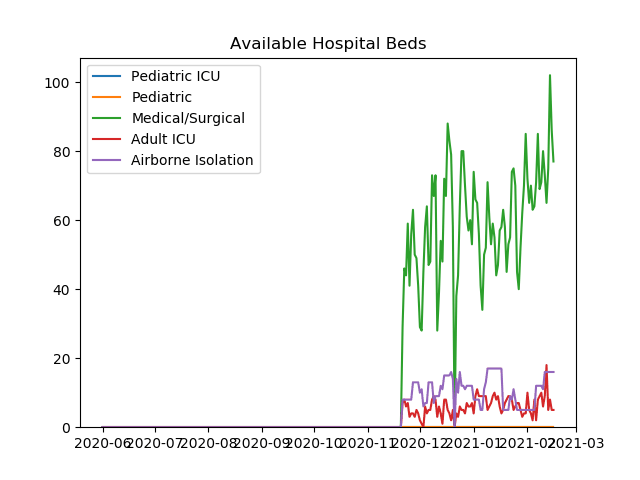 Available Hospital Beds
Pediatric ICU
Pediatric
Medical/Surgical
Adult ICU
Airborne Isolation
100
80
60
40
20
0
2020-06 2020-07 2020-08 2020-09 2020-10 2020-11 2020-12 2021-01 2021-02 2021-03